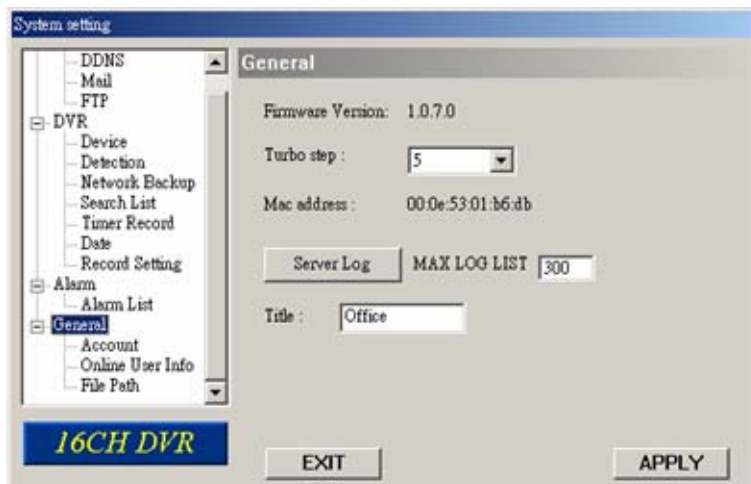 System setting
DDNS
Mail
FTP
DVR
Device
Detection
Network Backup
Search List
Timer Record
Date
Record Setting
Alarm
Alarm List
General
Account
Online User Info
File Path
16CH DVR
General
Firmware Version: 1.0.7.0
Turbo step : 5
Mac address : 00:0e:53:01:b6:db
Server Log MAX LOG LIST 300
Title : Office
EXIT APPLY